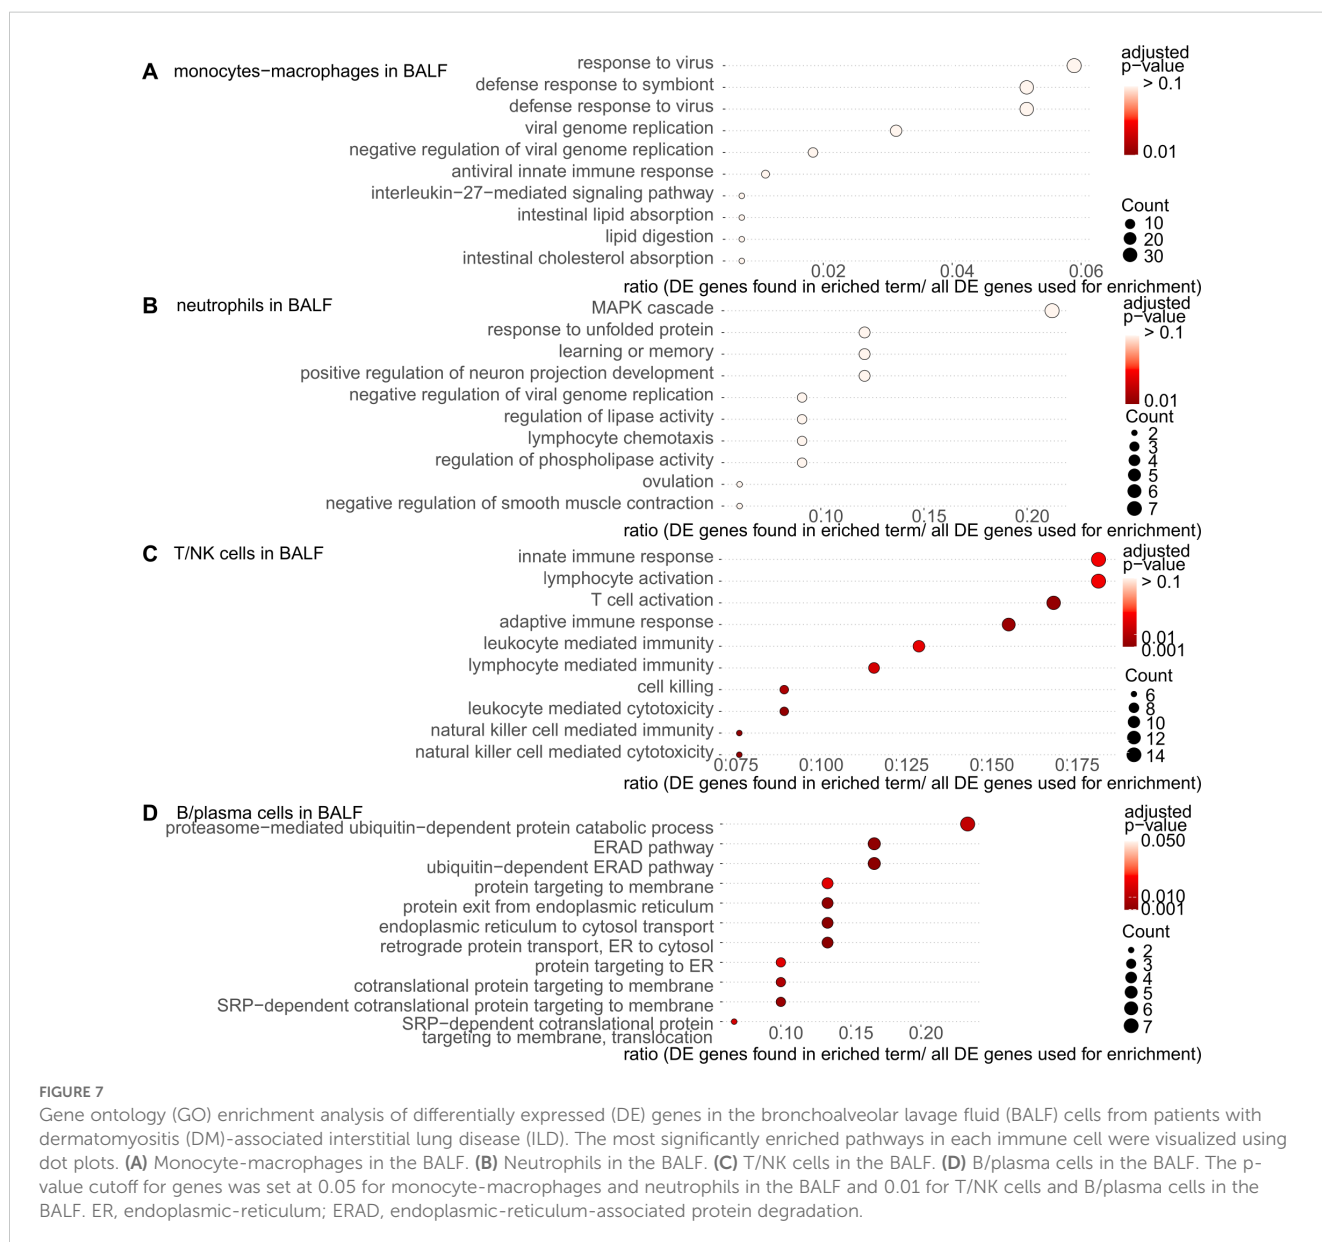 A monocytes−macrophages in BALF
response to virus
defense response to symbiont
defense response to virus
viral genome replication
negative regulation of viral genome replication
antiviral innate immune response
interleukin−27−mediated signaling pathway
intestinal lipid absorption
lipid digestion
intestinal cholesterol absorption
0.02 0.04 0.06
ratio (DE genes found in eriched term/ all DE genes used for enrichment)
adjusted
p−value
> 0.1
0.01
Count
10
20
30
B neutrophils in BALF
MAPK cascade
response to unfolded protein
learning or memory
positive regulation of neuron projection development
negative regulation of viral genome replication
regulation of lipase activity
lymphocyte chemotaxis
regulation of phospholipase activity
ovulation
negative regulation of smooth muscle contraction
0.10 0.15 0.20
ratio (DE genes found in eriched term/ all DE genes used for enrichment)
adjusted
p−value
> 0.1
0.01
Count
2
3
4
5
6
7
C T/NK cells in BALF
innate immune response
lymphocyte activation
T cell activation
adaptive immune response
leukocyte mediated immunity
lymphocyte mediated immunity
cell killing
leukocyte mediated cytotoxicity
natural killer cell mediated immunity
natural killer cell mediated cytotoxicity
0.075 0.100 0.125 0.150 0.175
ratio (DE genes found in eriched term/ all DE genes used for enrichment)
adjusted
p−value
> 0.1
0.01
0.001
Count
6
8
10
12
14
D B/plasma cells in BALF
proteasome−mediated ubiquitin−dependent protein catabolic process
ERAD pathway
ubiquitin−dependent ERAD pathway
protein targeting to membrane
protein exit from endoplasmic reticulum
endoplasmic reticulum to cytosol transport
retrograde protein transport, ER to cytosol
protein targeting to ER
cotranslational protein targeting to membrane
SRP−dependent cotranslational protein targeting to membrane
SRP−dependent cotranslational protein
targeting to membrane, translocation
0.10 0.15 0.20
ratio (DE genes found in eriched term/ all DE genes used for enrichment)
adjusted
p−value
0.050
0.010
0.001
Count
2
3
4
5
6
7
FIGURE 7
Gene ontology (GO) enrichment analysis of differentially expressed (DE) genes in the bronchoalveolar lavage fluid (BALF) cells from patients with
dermatomyositis (DM)-associated interstitial lung disease (ILD). The most significantly enriched pathways in each immune cell were visualized using
dot plots. (A) Monocyte-macrophages in the BALF. (B) Neutrophils in the BALF. (C) T/NK cells in the BALF. (D) B/plasma cells in the BALF. The p-
value cutoff for genes was set at 0.05 for monocyte-macrophages and neutrophils in the BALF and 0.01 for T/NK cells and B/plasma cells in the
BALF. ER, endoplasmic-reticulum; ERAD, endoplasmic-reticulum-associated protein degradation.